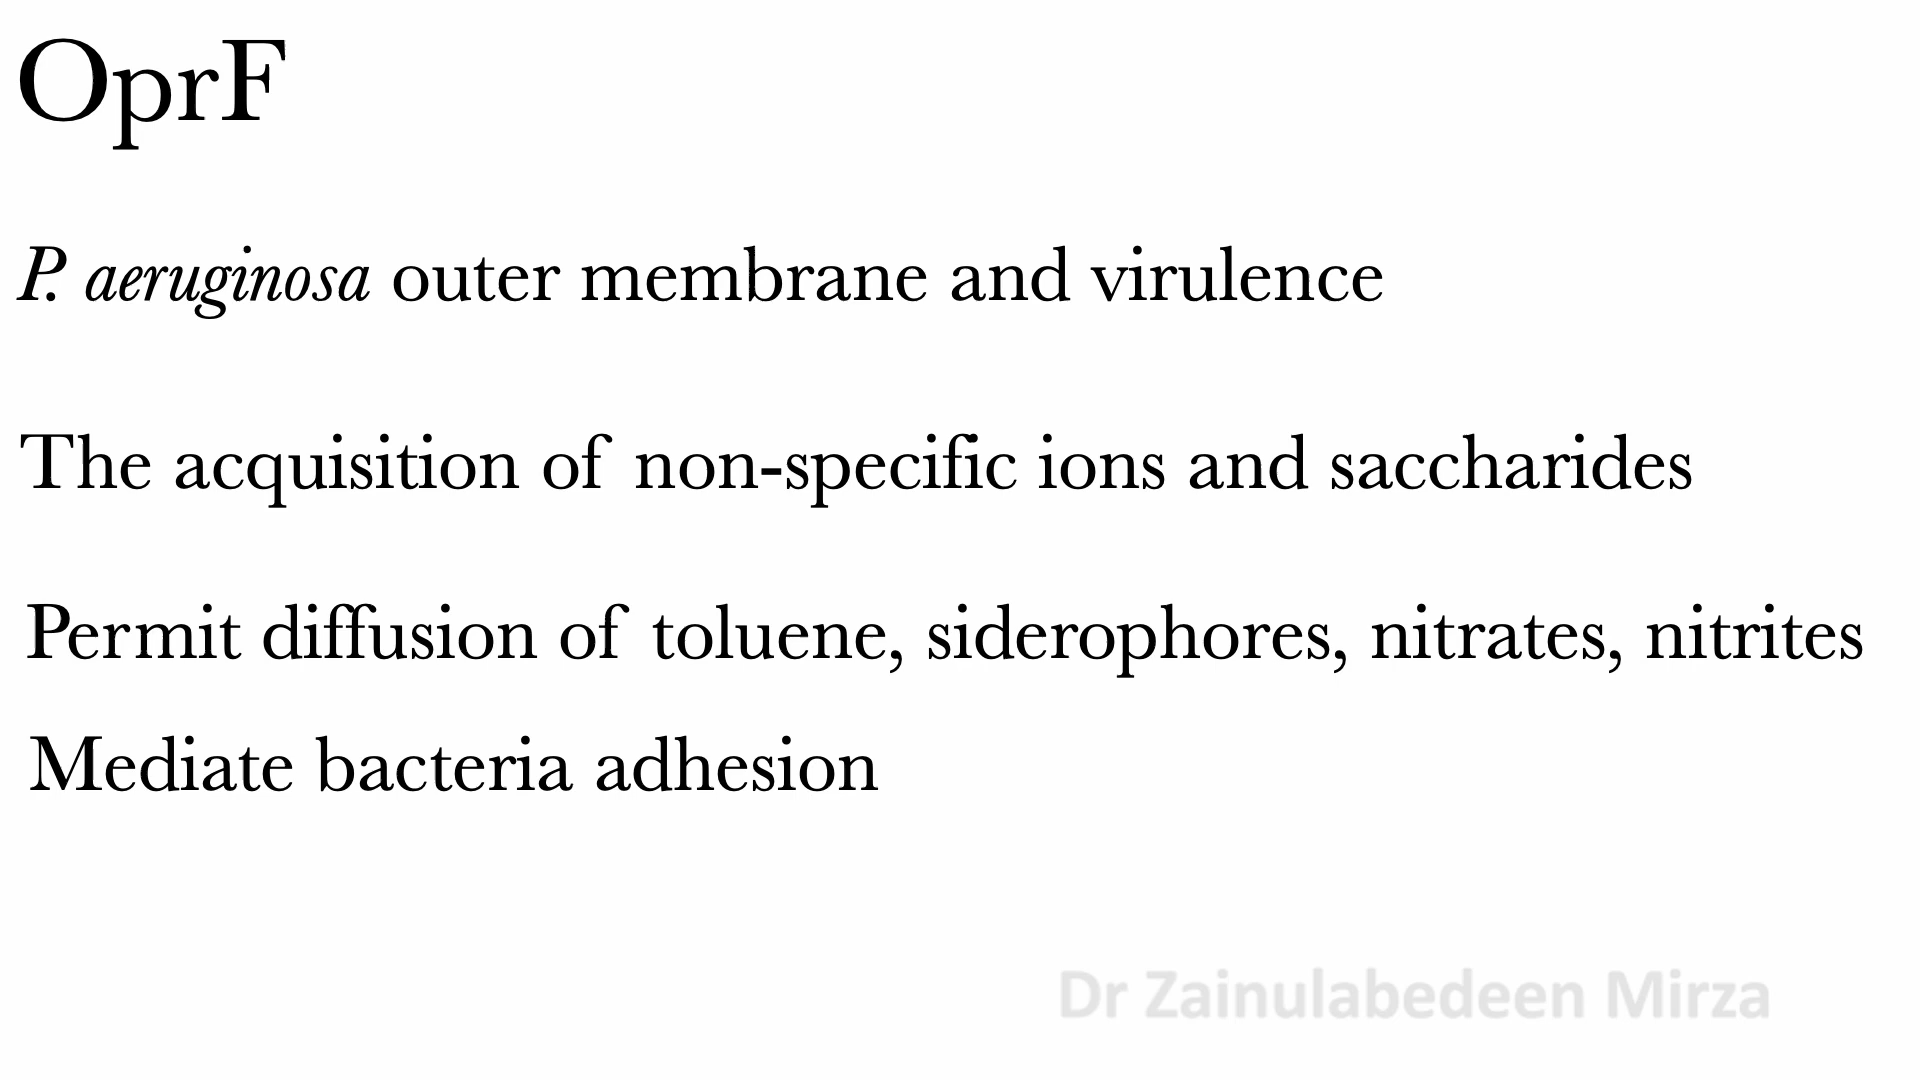 OprF
P. aeruginosa outer membrane and virulence
The acquisition of non-specific ions and saccharides
Permit diffusion of toluene, siderophores, nitrates, nitrites
Mediate bacteria adhesion
Dr Zainulabedeen Mirza